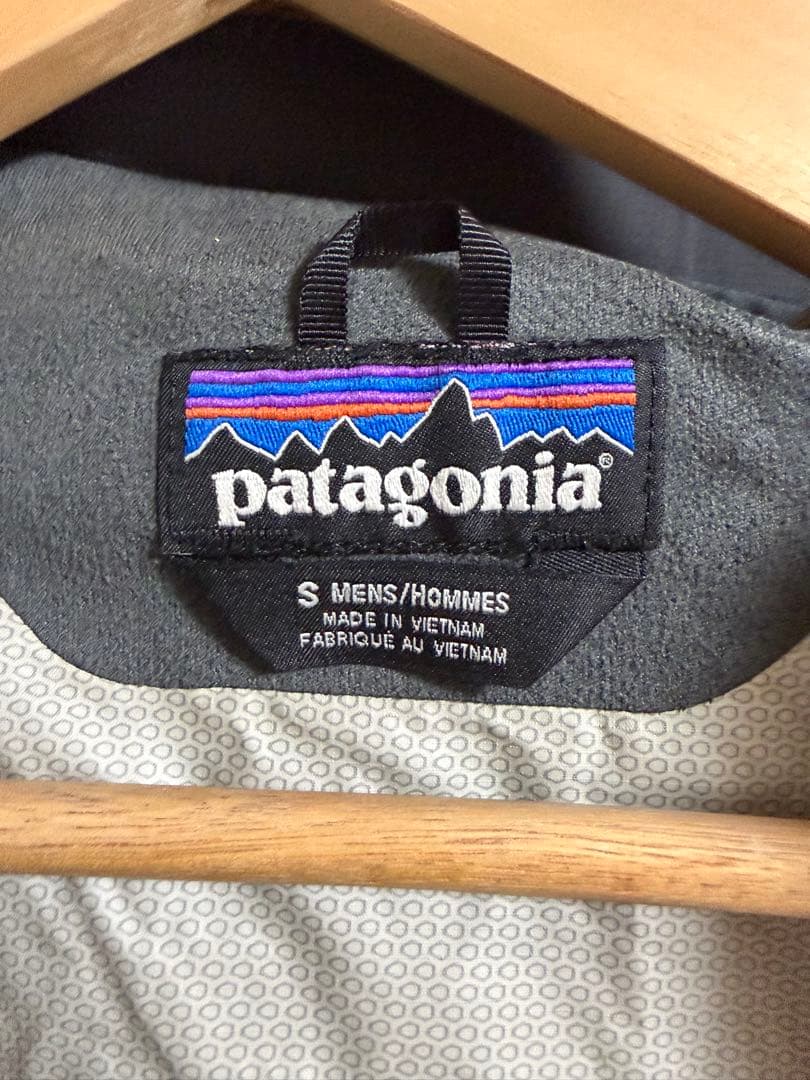 patagonia®
S MENS/HOMMES
MADE IN VIETNAM
FABRIQUÉ AU VIETNAM